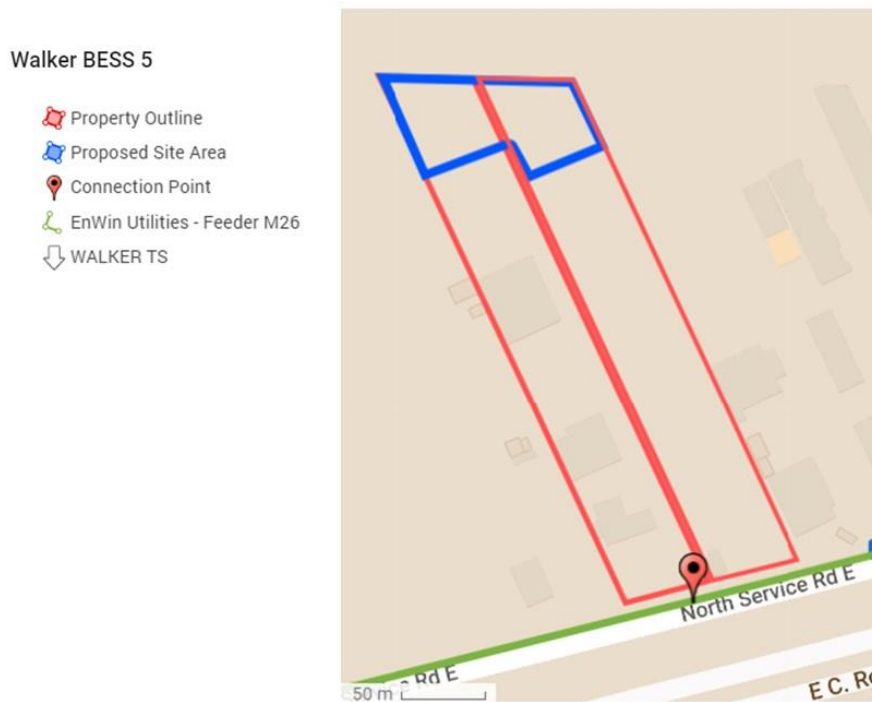 Walker BESS 5
Property Outline
Proposed Site Area
Connection Point
EnWin Utilities - Feeder M26
WALKER TS
North Service Rd E
Rd E
50 m
E C. R